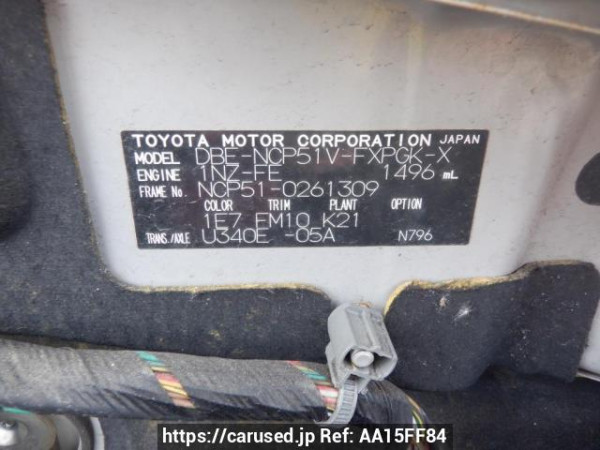 TOYOTA MOTOR CORPORATION JAPAN
MODEL DBE-NCP51V-FXPGK-X
ENGINE 1NZ-FE 1496 mL
FRAME No. NCP51-0261309
COLOR TRIM PLANT OPTION
1E7 FM10 K21
TRANS./AXLE U340E -05A N796
https://carused.jp Ref: AA15FF84